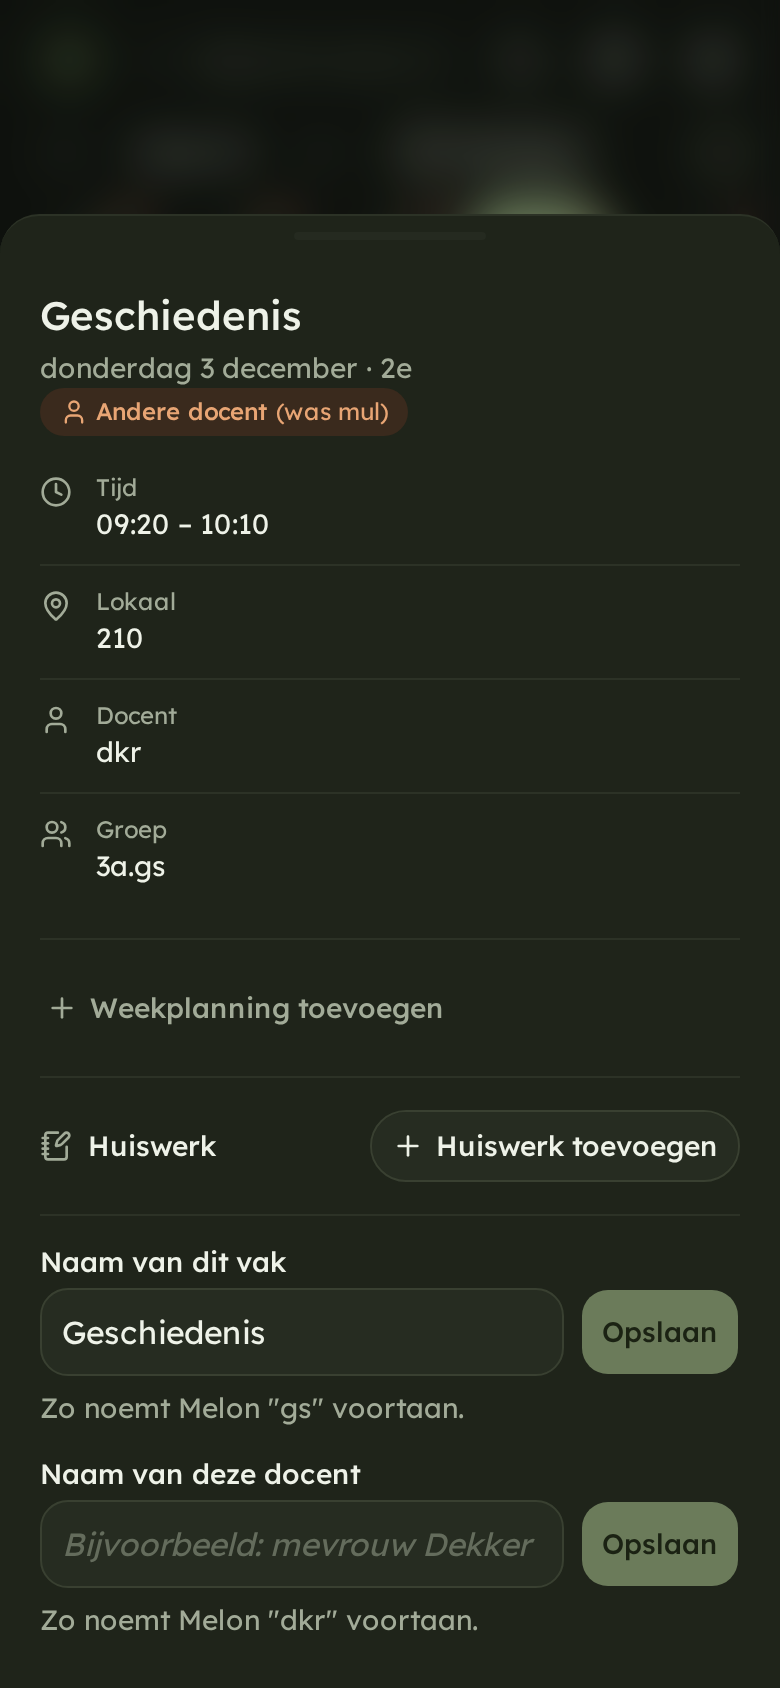 Geschiedenis
donderdag 3 december · 2e
Andere docent (was mul)
Tijd
09:20 – 10:10
Lokaal
210
Docent
dkr
Groep
3a.gs
Weekplanning toevoegen
Huiswerk
Huiswerk toevoegen
Naam van dit vak
Geschiedenis
Opslaan
Zo noemt Melon "gs" voortaan.
Naam van deze docent
Bijvoorbeeld: mevrouw Dekker
Opslaan
Zo noemt Melon "dkr" voortaan.